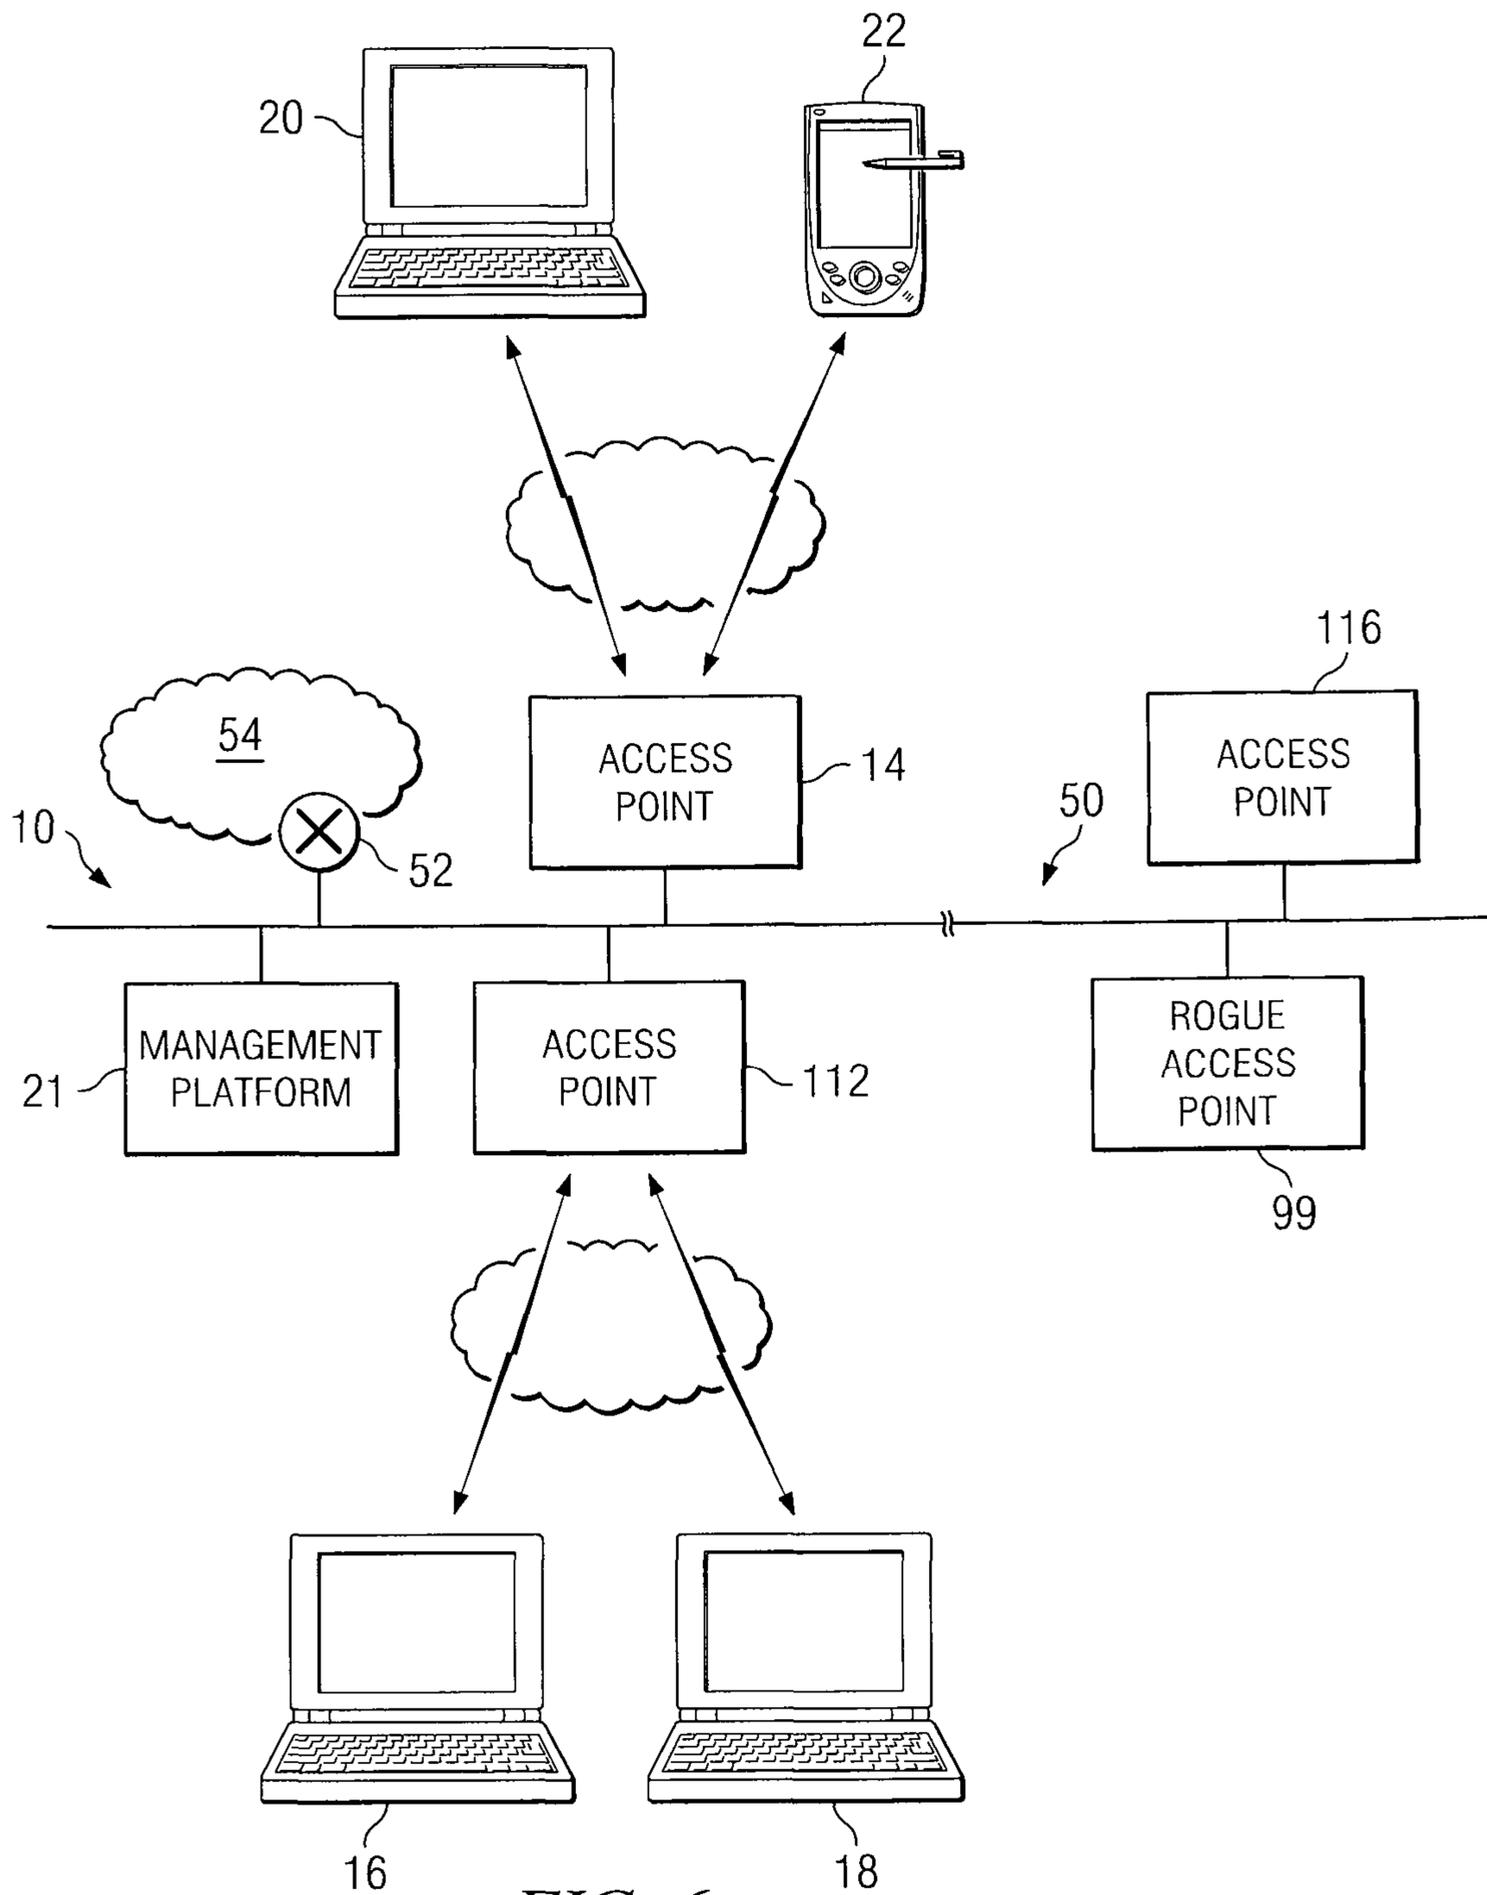 22
20
116
54
ACCESS
POINT
14
ACCESS
POINT
50
10
52
MANAGEMENT
PLATFORM
21
ACCESS
POINT
112
ROGUE
ACCESS
POINT
99
16
18